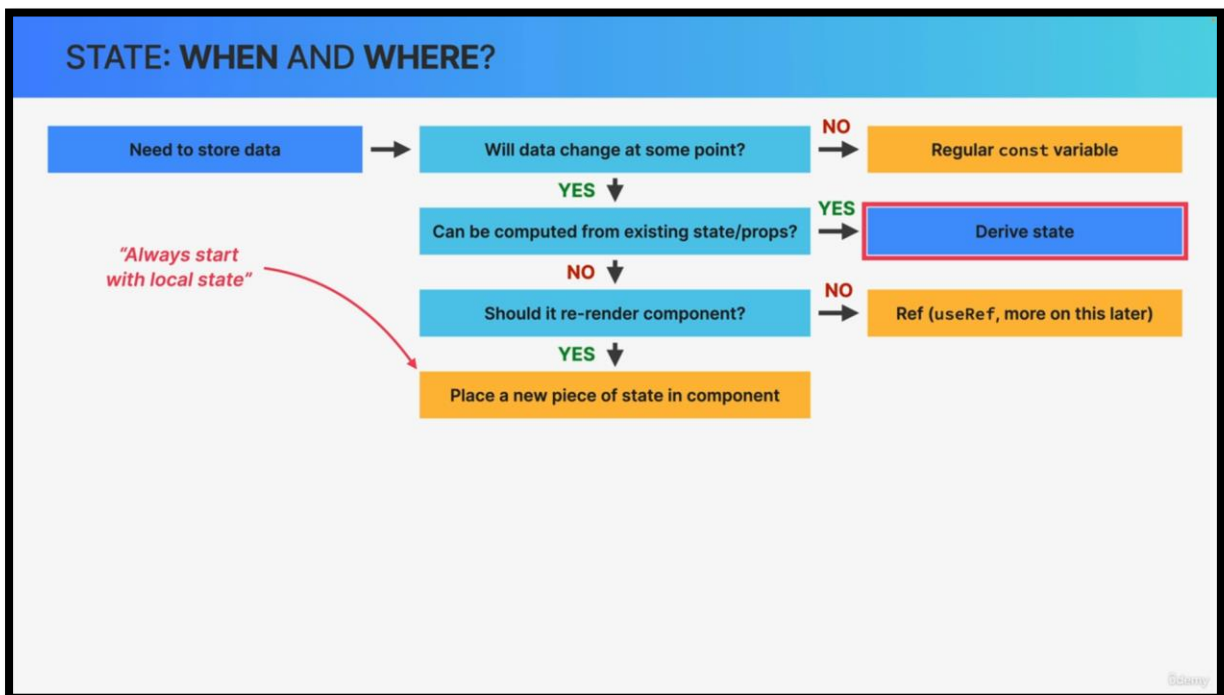 STATE: WHEN AND WHERE?
Need to store data
Will data change at some point?
NO
Regular const variable
YES
Can be computed from existing state/props?
YES
Derive state
"Always start
with local state"
NO
Should it re-render component?
NO
Ref (useRef, more on this later)
YES
Place a new piece of state in component
Udemy